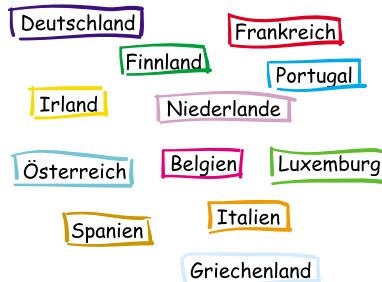 Deutschland
Frankreich
Finnland
Portugal
Irland
Niederlande
Österreich
Belgien
Luxemburg
Spanien
Italien
Griechenland